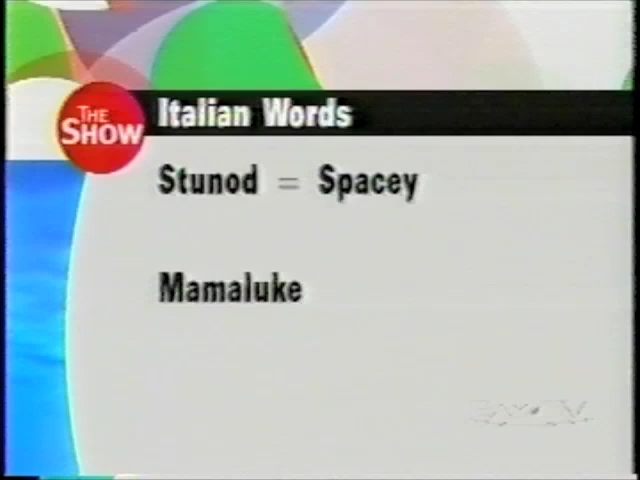 THE
SHOW
Italian Words
Stunod = Spacey
Mamaluke